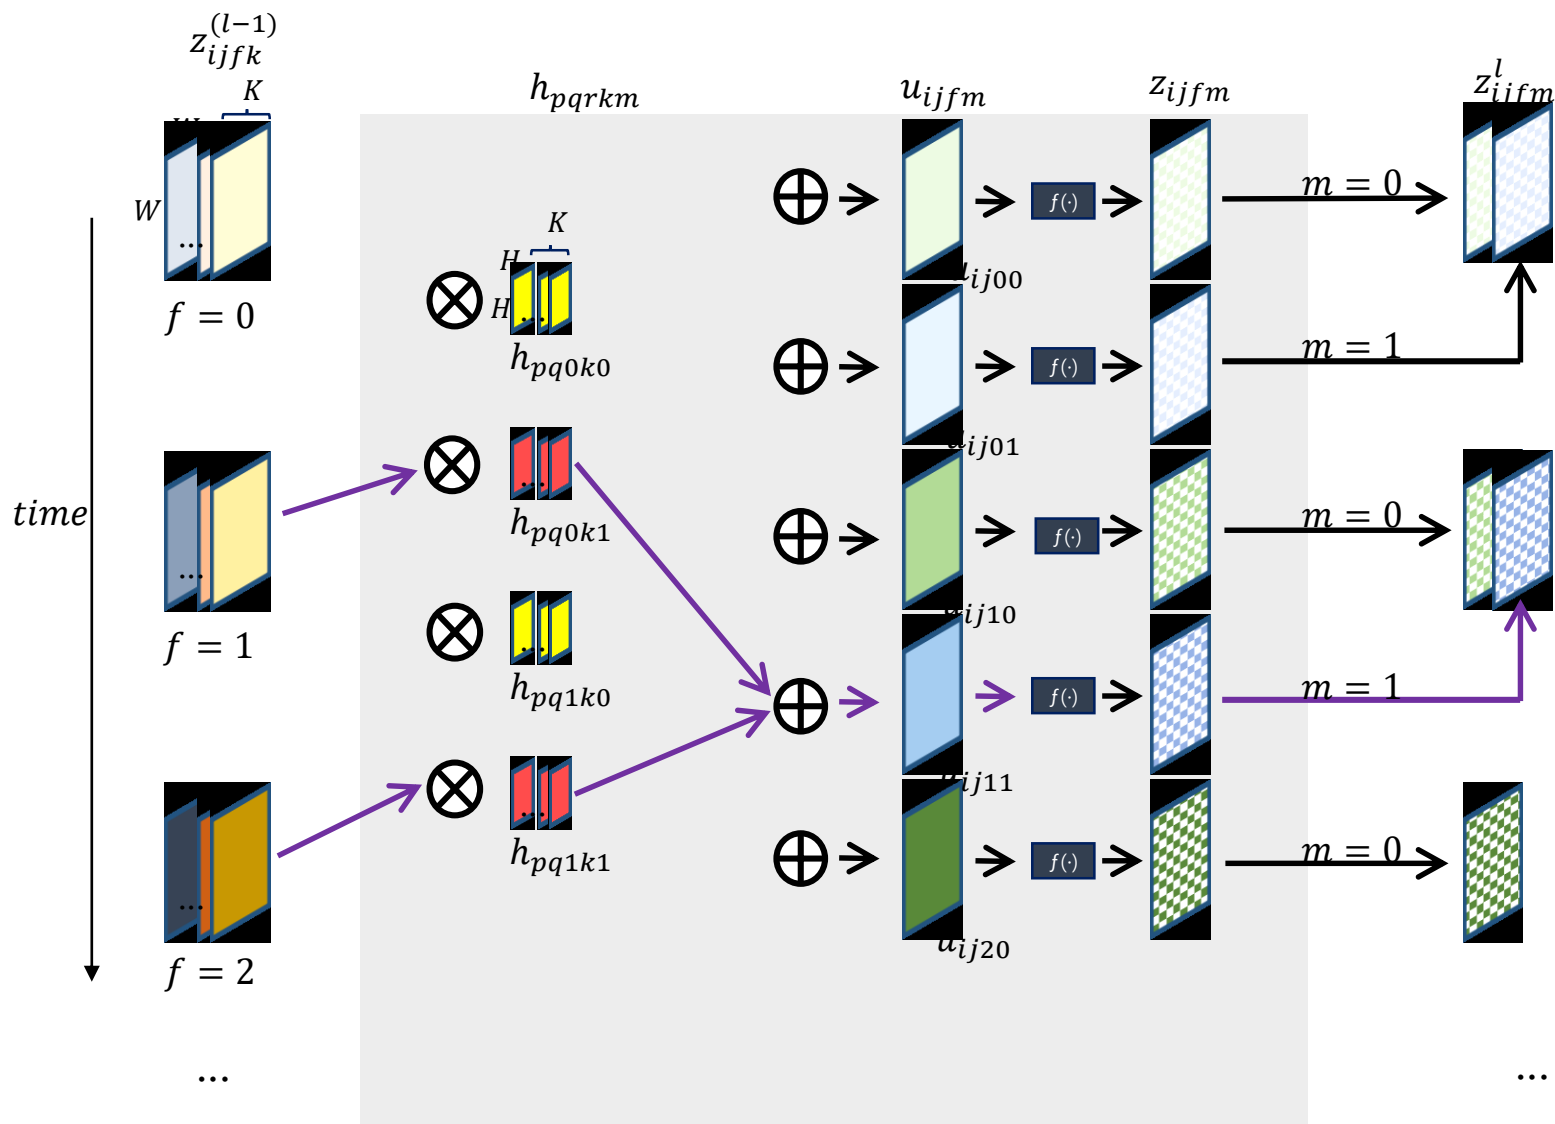 z_{ijfk}^{(l−1)}
K
h_{pqrkm}
u_{ijfm}
z_{ijfm}
z_{ijfm}^{l}
W
f(·)
m = 0
K
H
H
...
...
f = 0
h_{pq0k0}
u_{ij00}
f(·)
m = 1
h_{pq0k1}
u_{ij01}
time
...
...
f(·)
m = 0
f = 1
h_{pq1k0}
...
u_{ij10}
f(·)
m = 1
h_{pq1k1}
...
u_{ij11}
...
f(·)
m = 0
f = 2
u_{ij20}
...
...